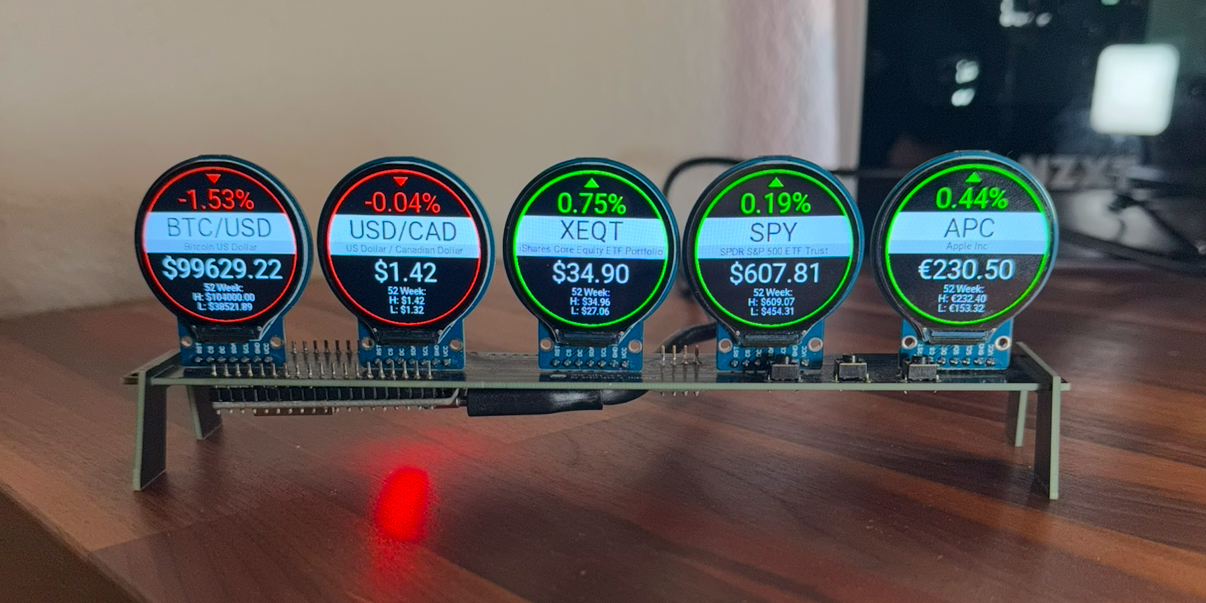 -1.53%
BTC/USD
Bitcoin US Dollar
$99629.22
52 Week:
H: $104000.00
L: $38521.89
-0.04%
USD/CAD
US Dollar / Canadian Dollar
$1.42
52 Week:
H: $1.42
L: $1.32
0.75%
XEQT
iShares Core Equity ETF Portfolio
$34.90
52 Week:
H: $34.96
L: $27.06
0.19%
SPY
SPDR S&P 500 ETF Trust
$607.81
52 Week:
H: $609.07
L: $454.31
0.44%
APC
Apple Inc
€230.50
52 Week:
H: €232.40
L: €153.32
NZXT